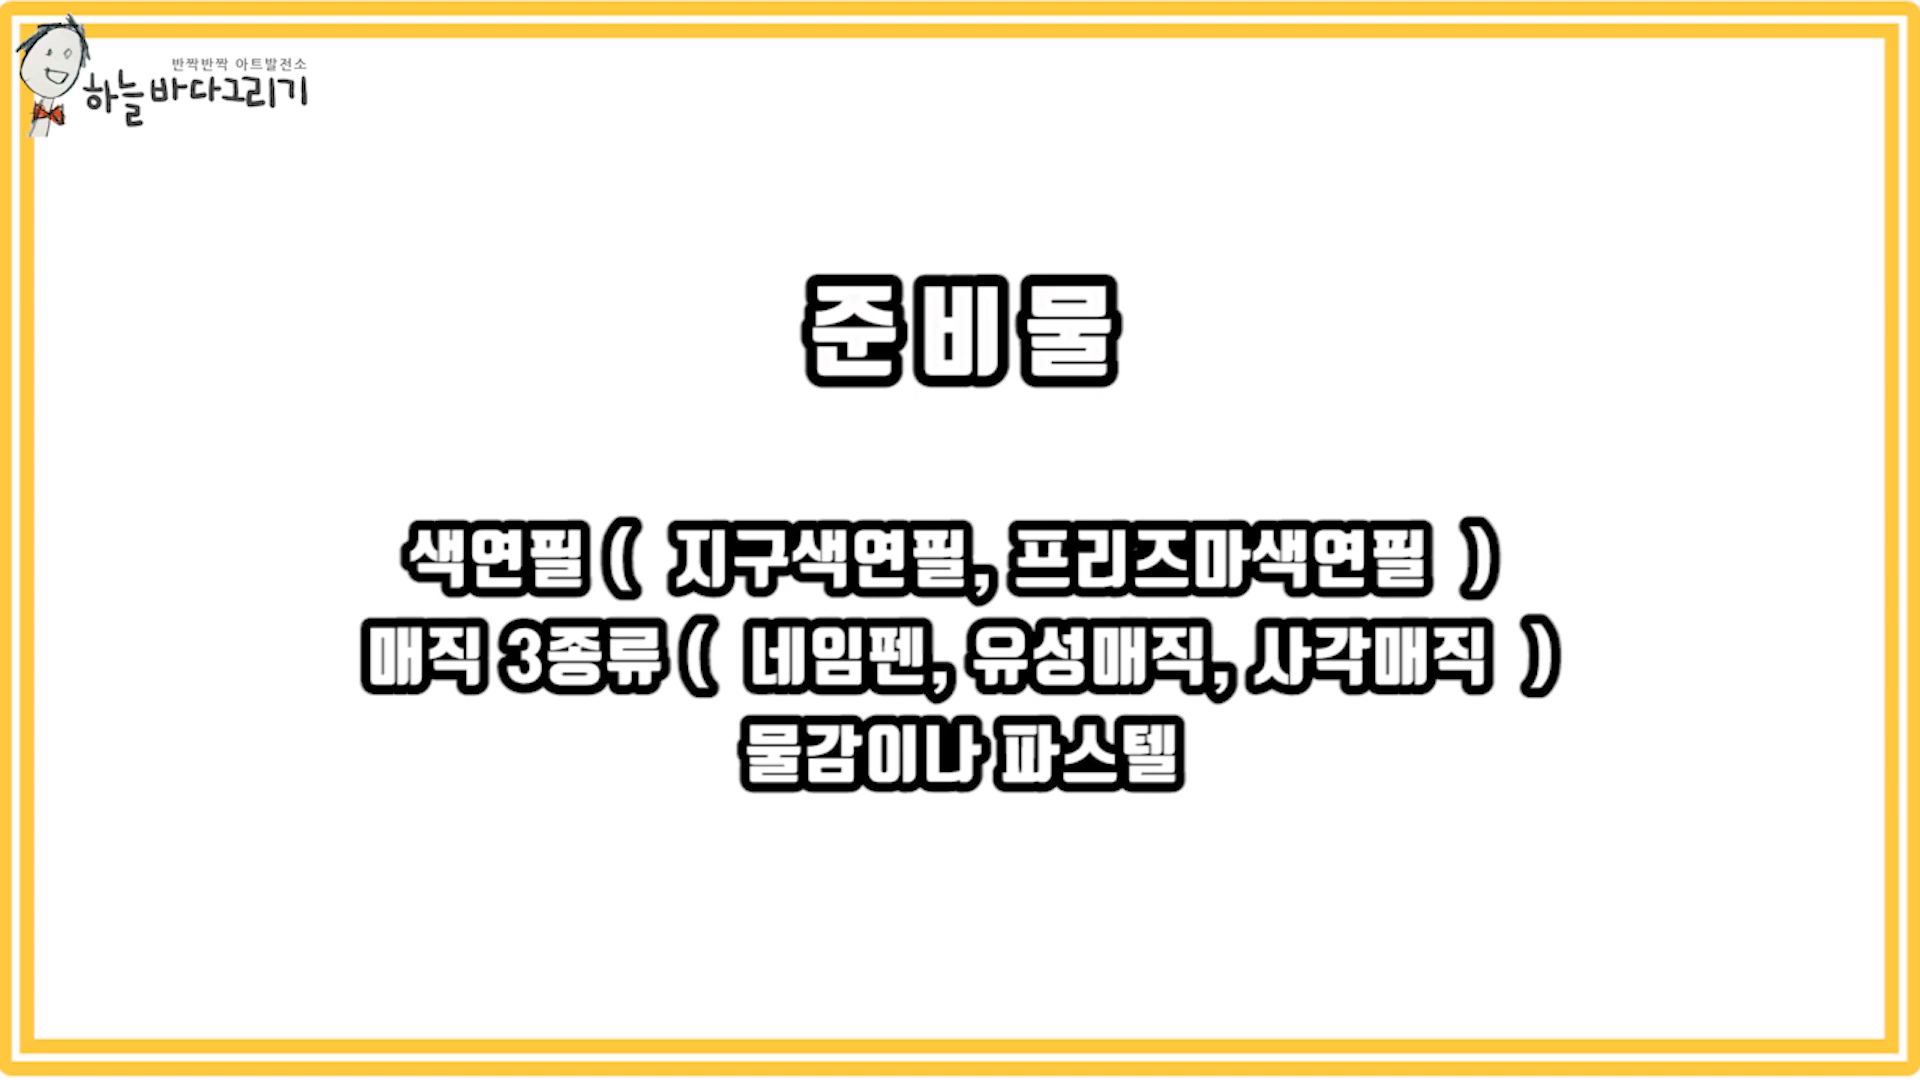 반짝반짝 아트발전소
하늘바다그리기
준비물
색연필 ( 지구색연필, 프리즈마색연필 )
매직 3종류 ( 네임펜, 유성매직, 사각매직 )
물감이나 파스텔